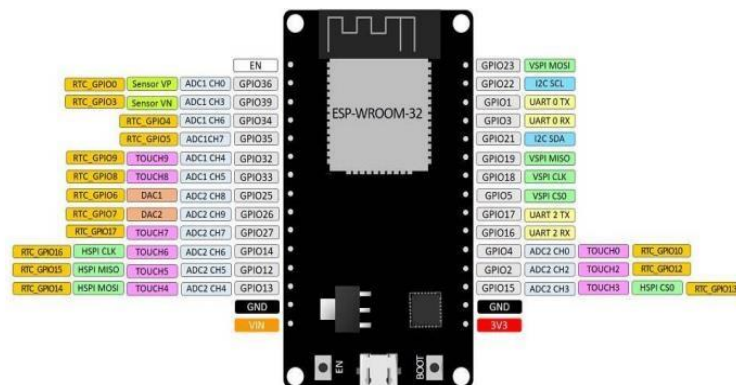 EN GPIO23 VSPI MOSI
RTC_GPIO0 Sensor VP ADC1 CH0 GPIO36 GPIO22 I2C SCL
RTC_GPIO3 Sensor VN ADC1 CH3 GPIO39 GPIO1 UART 0 TX
RTC_GPIO4 ADC1 CH6 GPIO34 ESP-WROOM-32 GPIO3 UART 0 RX
RTC_GPIO5 ADC1CH7 GPIO35 GPIO21 I2C SDA
RTC_GPIO9 TOUCH9 ADC1 CH4 GPIO32 GPIO19 VSPI MISO
RTC_GPIO8 TOUCH8 ADC1 CH5 GPIO33 GPIO18 VSPI CLK
RTC_GPIO6 DAC1 ADC2 CH8 GPIO25 GPIO5 VSPI CS0
RTC_GPIO7 DAC2 ADC2 CH9 GPIO26 GPIO17 UART 2 TX
RTC_GPIO17 TOUCH7 ADC2 CH7 GPIO27 GPIO16 UART 2 RX
RTC_GPIO16 HSPI CLK TOUCH6 ADC2 CH6 GPIO14 GPIO4 ADC2 CH0 TOUCH0 RTC_GPIO10
RTC_GPIO15 HSPI MISO TOUCH5 ADC2 CH5 GPIO12 GPIO2 ADC2 CH2 TOUCH2 RTC_GPIO12
RTC_GPIO14 HSPI MOSI TOUCH4 ADC2 CH4 GPIO13 GPIO15 ADC2 CH3 TOUCH3 HSPI CS0 RTC_GPIO13
GND GND
VIN 3V3
EN BOOT